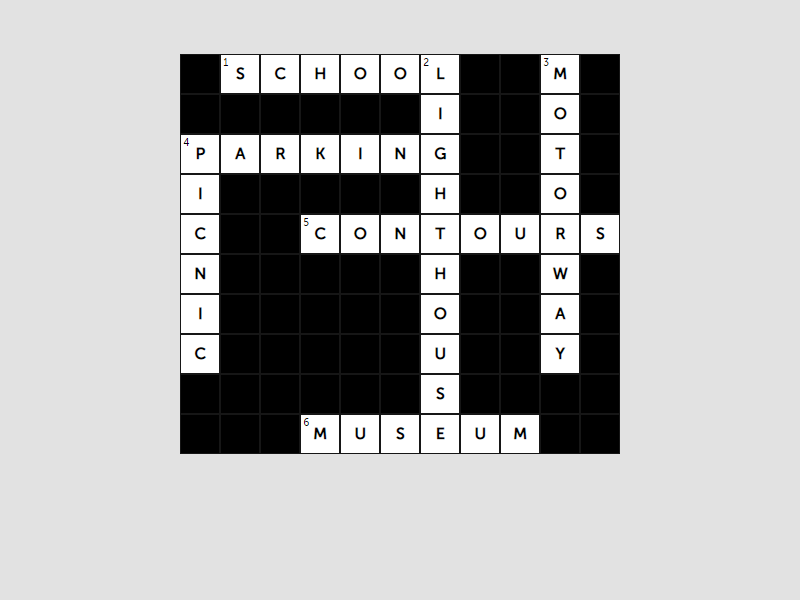 1 S C H O O 2 L 3 M
I O
4 P A R K I N G T
I H O
C 5 C O N T O U R S
N H W
I O A
C U Y
S
6 M U S E U M